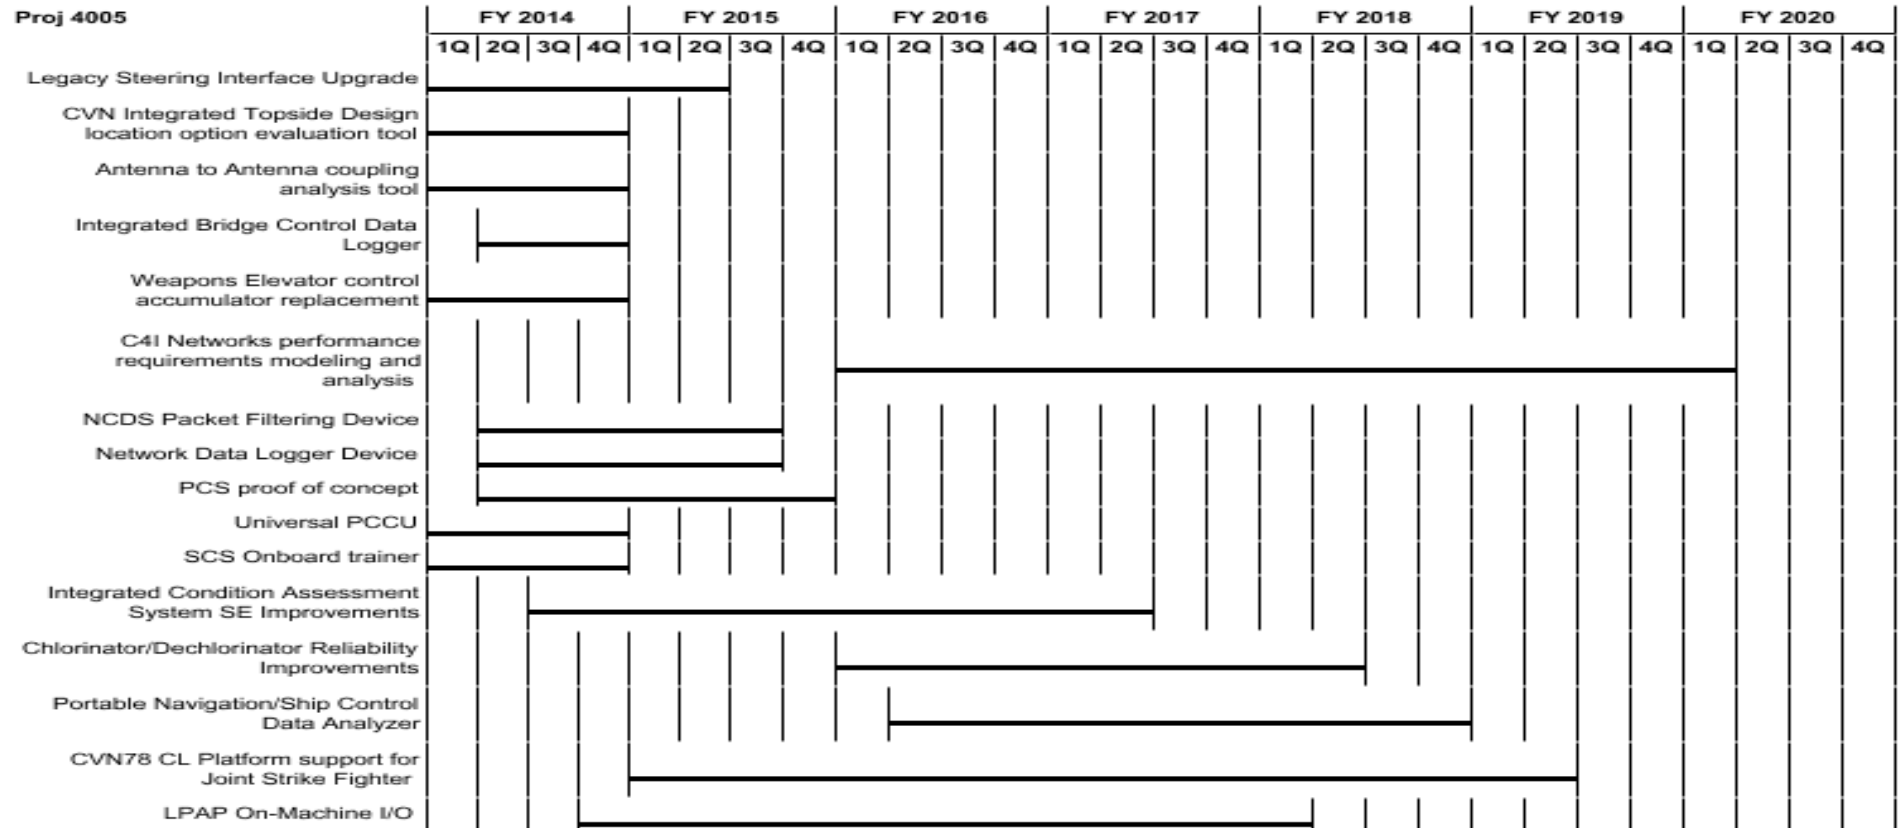 Proj 4005 FY 2014 FY 2015 FY 2016 FY 2017 FY 2018 FY 2019 FY 2020
1Q 2Q 3Q 4Q 1Q 2Q 3Q 4Q 1Q 2Q 3Q 4Q 1Q 2Q 3Q 4Q 1Q 2Q 3Q 4Q 1Q 2Q 3Q 4Q 1Q 2Q 3Q 4Q
Legacy Steering Interface Upgrade
CVN Integrated Topside Design
location option evaluation tool
Antenna to Antenna coupling
analysis tool
Integrated Bridge Control Data
Logger
Weapons Elevator control
accumulator replacement
C4I Networks performance
requirements modeling and
analysis
NCDS Packet Filtering Device
Network Data Logger Device
PCS proof of concept
Universal PCCU
SCS Onboard trainer
Integrated Condition Assessment
System SE Improvements
Chlorinator/Dechlorinator Reliability
Improvements
Portable Navigation/Ship Control
Data Analyzer
CVN78 CL Platform support for
Joint Strike Fighter
LPAP On-Machine I/O